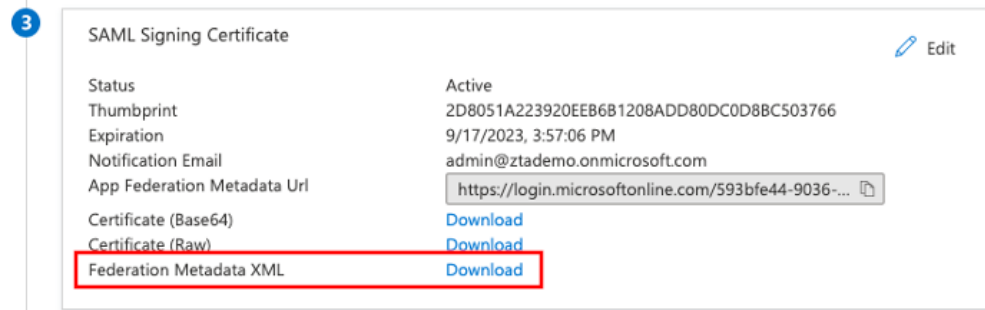 3
SAML Signing Certificate
Edit
Status Active
Thumbprint 2D8051A223920EEB6B1208ADD80DC0D8BC503766
Expiration 9/17/2023, 3:57:06 PM
Notification Email admin@ztademo.onmicrosoft.com
App Federation Metadata Url https://login.microsoftonline.com/593bfe44-9036-...
Certificate (Base64) Download
Certificate (Raw) Download
Federation Metadata XML Download